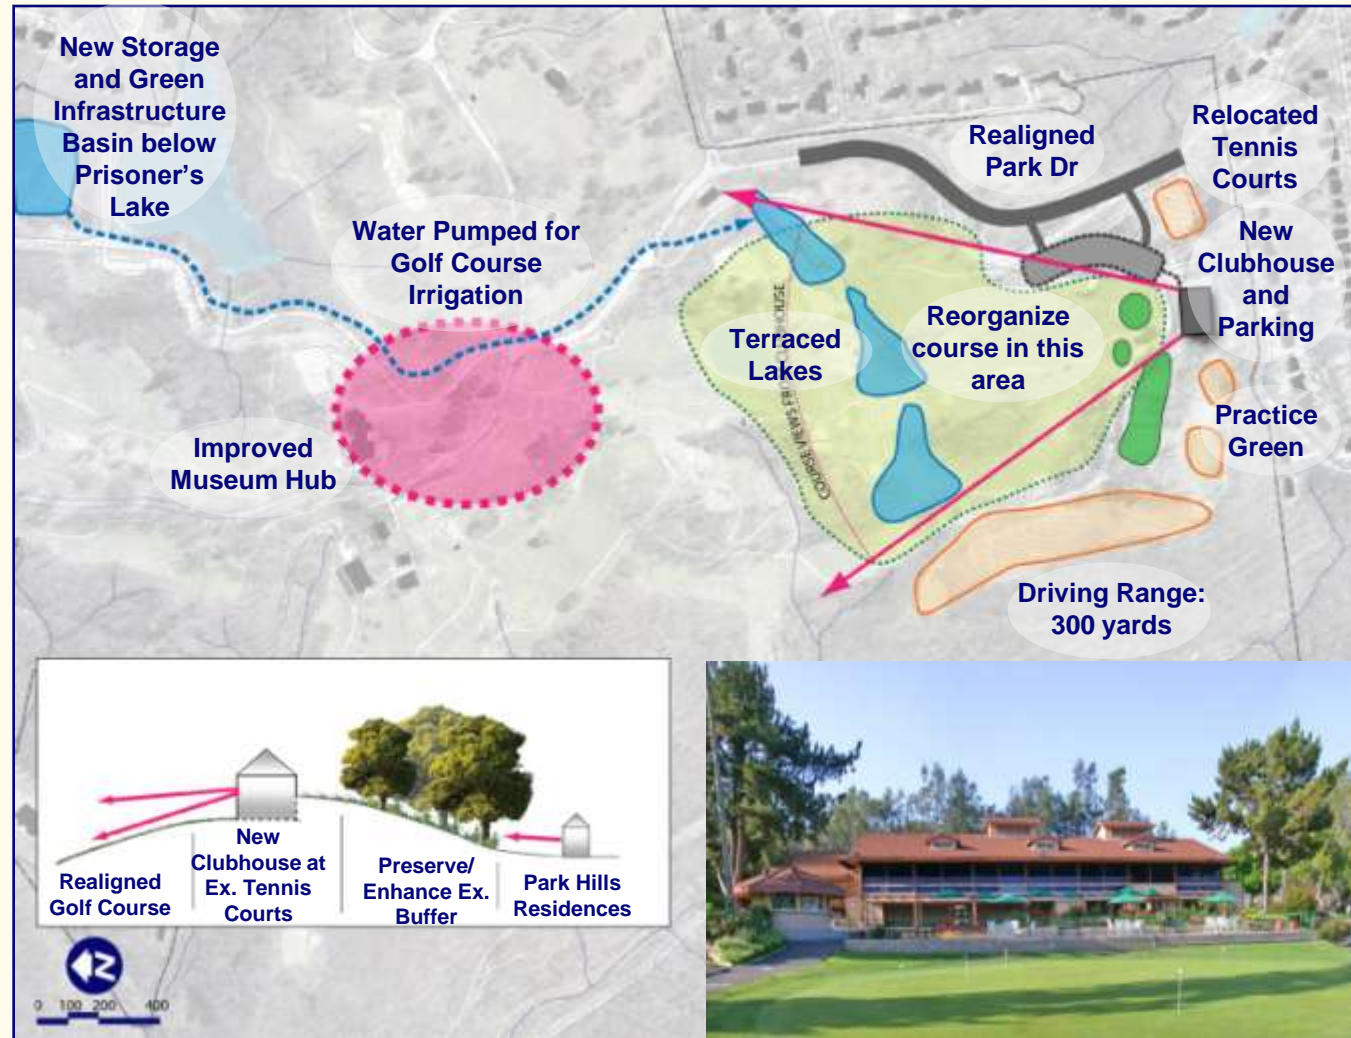 New Storage
and Green
Infrastructure
Basin below
Prisoner's
Lake
Water Pumped for
Golf Course
Irrigation
Realigned
Park Dr
Relocated
Tennis
Courts
New
Clubhouse
and
Parking
Terraced
Lakes
Reorganize
course in this
area
Practice
Green
Improved
Museum Hub
Driving Range:
300 yards
Realigned
Golf Course
New
Clubhouse at
Ex. Tennis
Courts
Preserve/
Enhance Ex.
Buffer
Park Hills
Residences
N
0 100 200 400
COURSE VIEWS